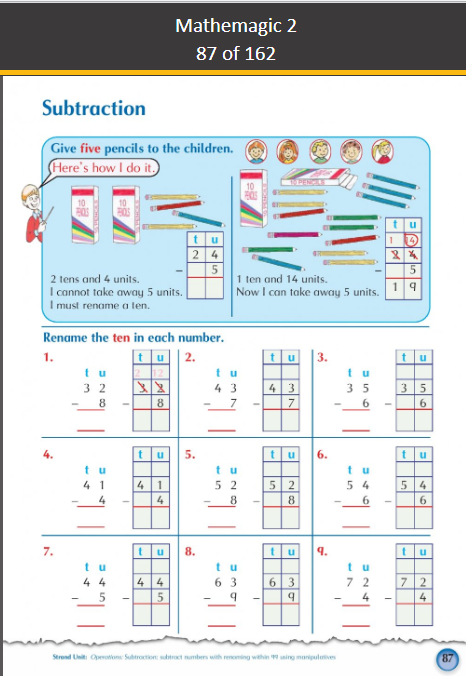 Mathemagic 2
87 of 162
Subtraction
Give five pencils to the children.
Here's how I do it.
10 PENCILS
10 PENCILS
10 PENCILS
10 PENCILS
t u
2 4
– 5
t u
1 14
2 4
– 5
1 9
2 tens and 4 units.
I cannot take away 5 units.
I must rename a ten.
1 ten and 14 units.
Now I can take away 5 units.
Rename the ten in each number.
1.
t u
3 2
– 8
t u
2 12
3 2
– 8
2.
t u
4 3
– 7
t u
4 3
– 7
3.
t u
3 5
– 6
t u
3 5
– 6
4.
t u
4 1
– 4
t u
4 1
– 4
5.
t u
5 2
– 8
t u
5 2
– 8
6.
t u
5 4
– 6
t u
5 4
– 6
7.
t u
4 4
– 5
t u
4 4
– 5
8.
t u
6 3
– 9
t u
6 3
– 9
9.
t u
7 2
– 4
t u
7 2
– 4
Strand Unit: Operations: Subtraction: subtract numbers with renaming within 99 using manipulatives
87